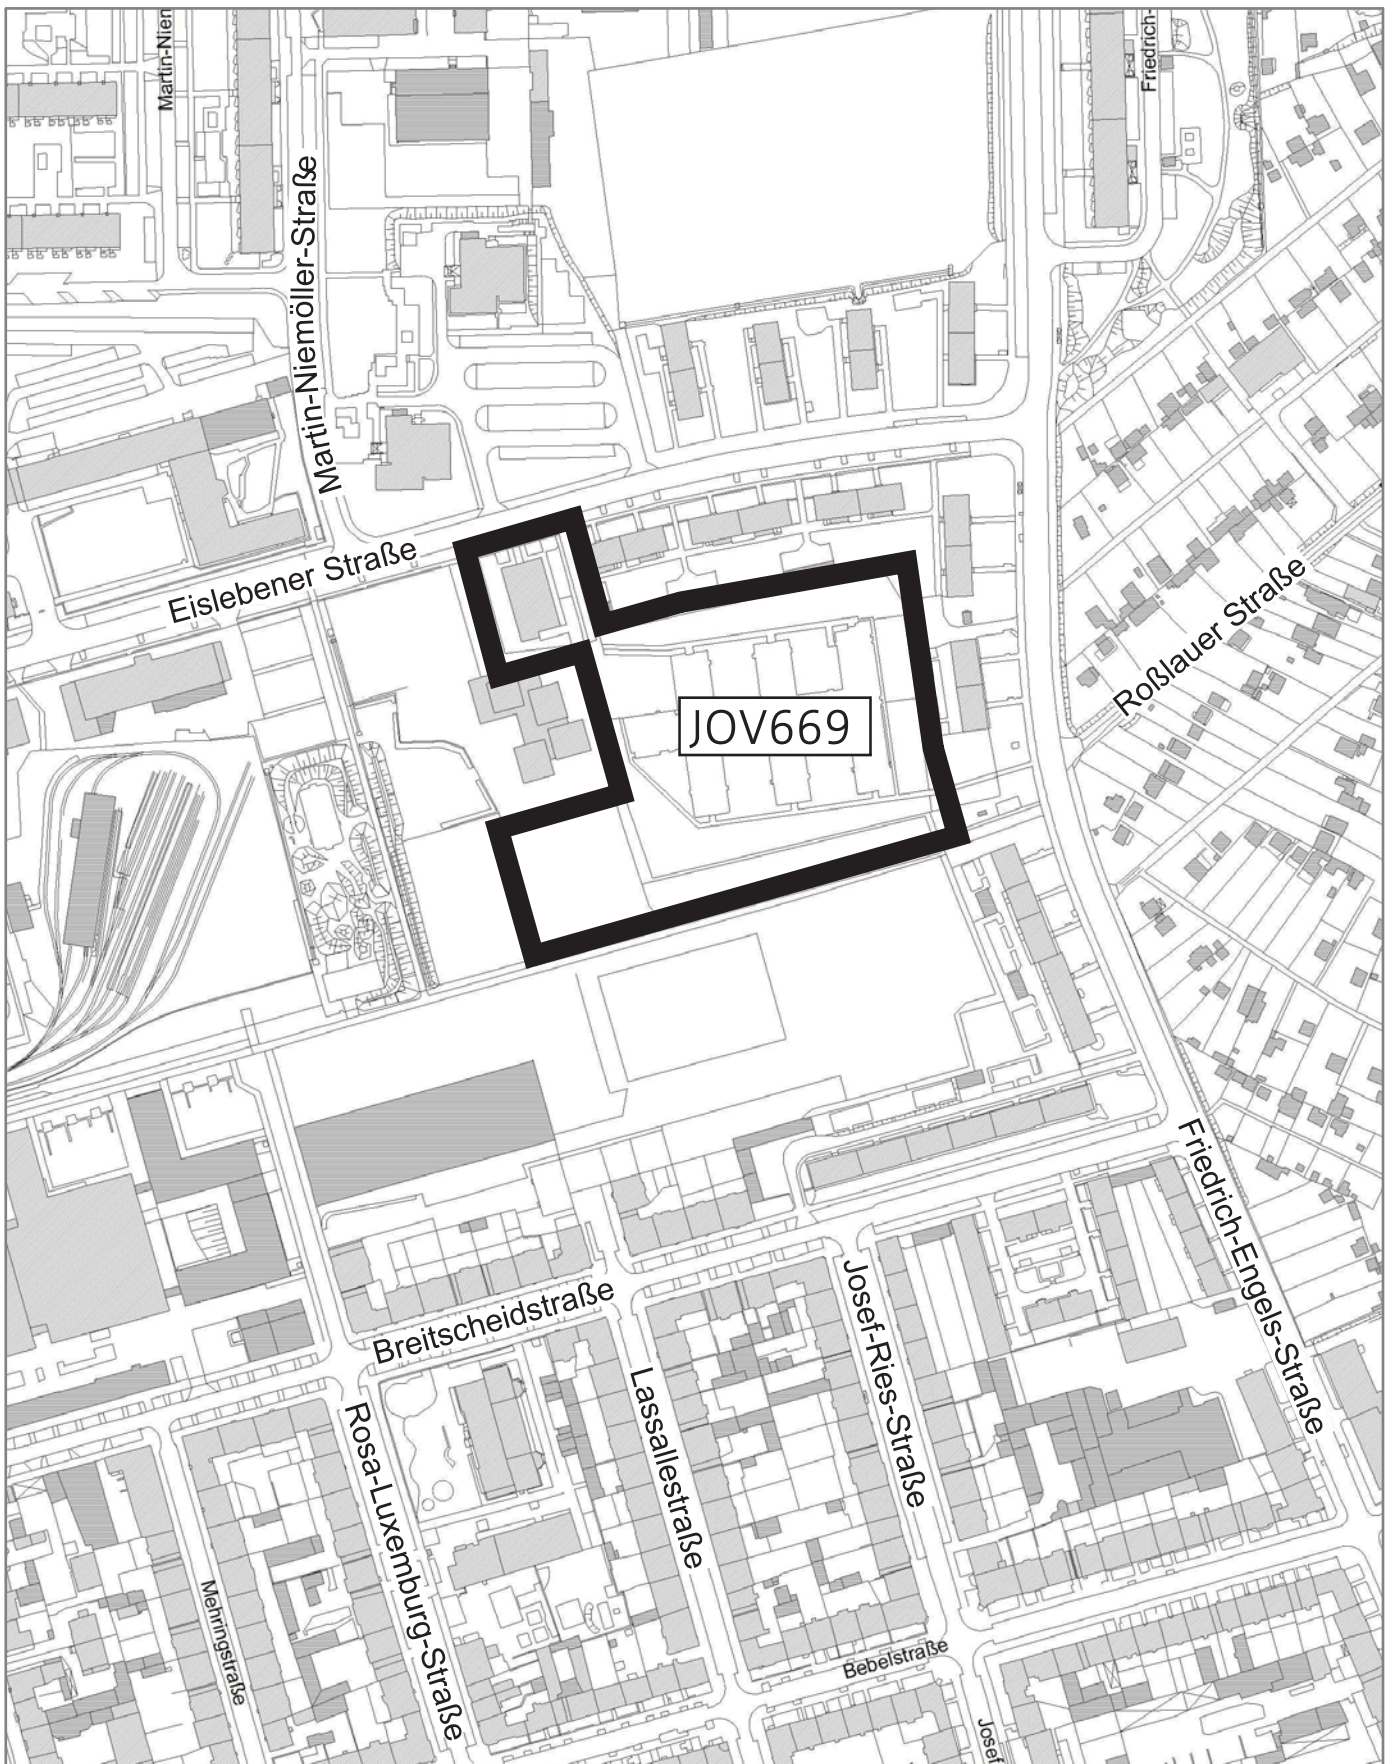 Martin-Nien
Friedrich-
Martin-Niemöller-Straße
Eislebener Straße
Roßlauer Straße
JOV669
Friedrich-Engels-Straße
Breitscheidstraße
Josef-Ries-Straße
Lassallestraße
Rosa-Luxemburg-Straße
Mehringstraße
Bebelstraße
Josef